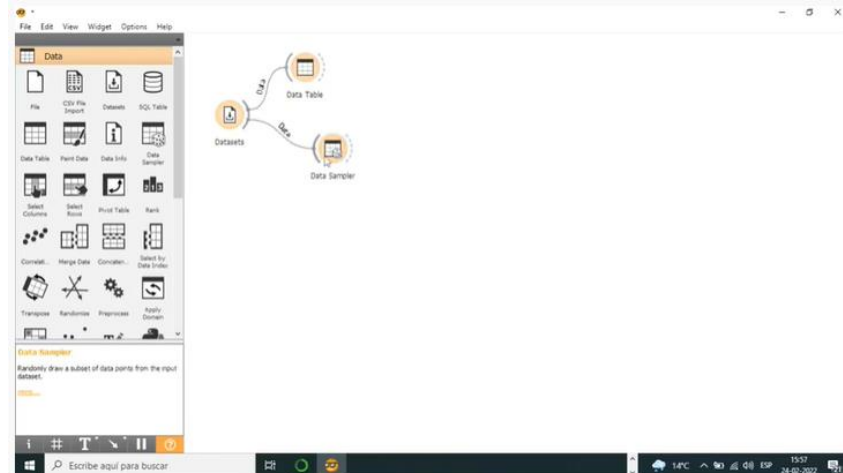 File Edit View Widget Options Help
Data
File
CSV File Import
Datasets
SQL Table
Data Table
Paint Data
Data Info
Data Sampler
Select Columns
Select Rows
Pivot Table
Rank
Correlati...
Merge Data
Concaten...
Select by Data Index
Transpose
Randomize
Preprocess
Apply Domain
Data Sampler
Randomly draw a subset of data points from the input dataset.
more...
Data
Data Table
Datasets
Data
Data Sampler
Escribe aquí para buscar
14°C
ESP
15:57
24-02-2022